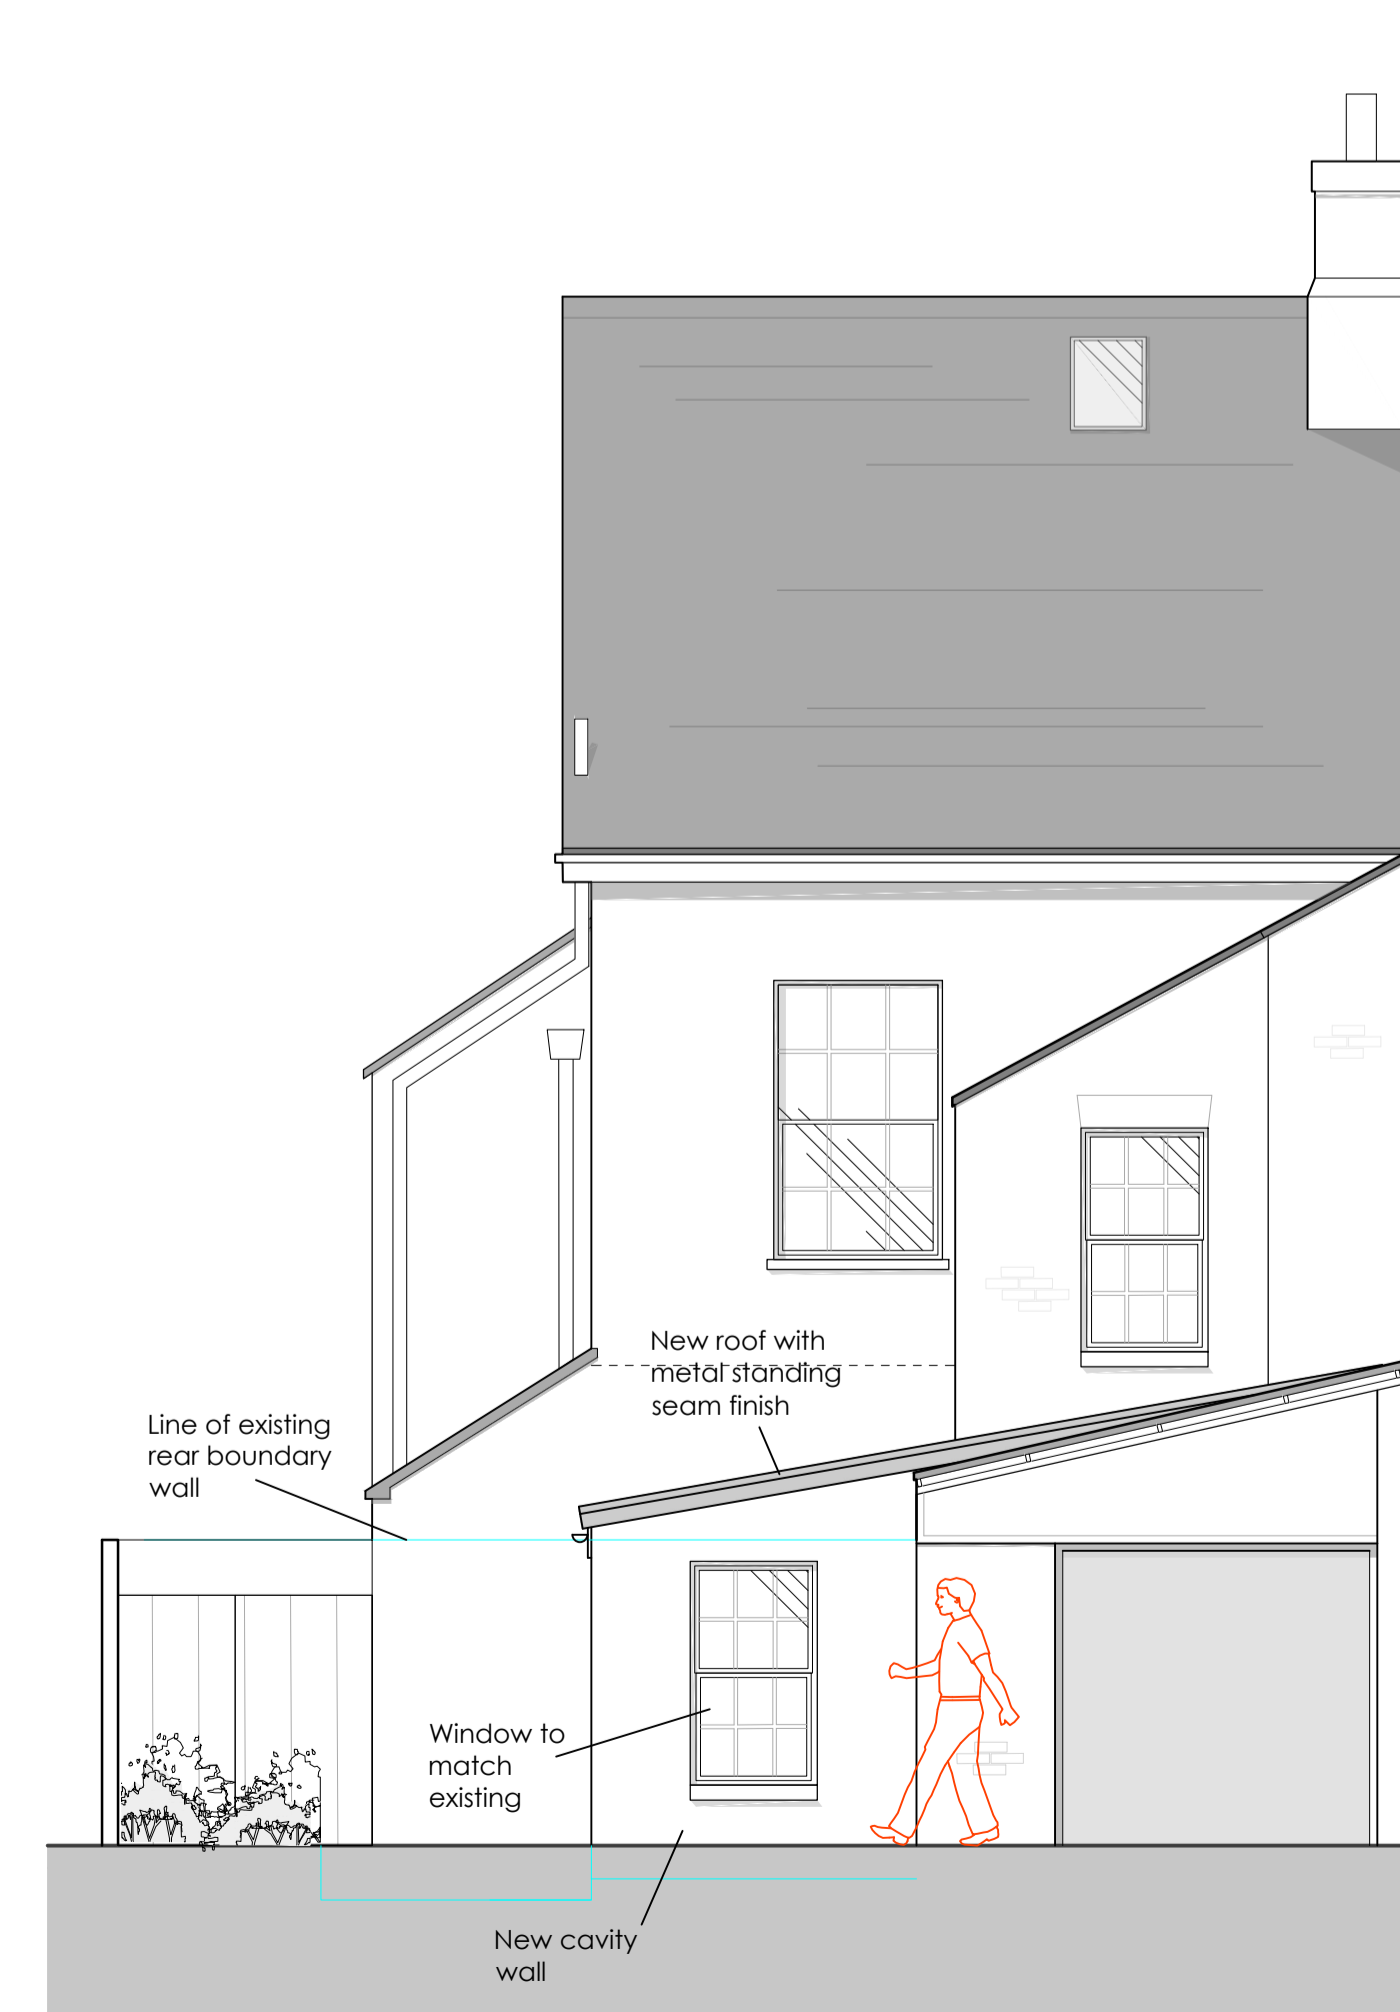 New roof with
metal standing
seam finish
Line of existing
rear boundary
wall
Window to
match
existing
New cavity
wall